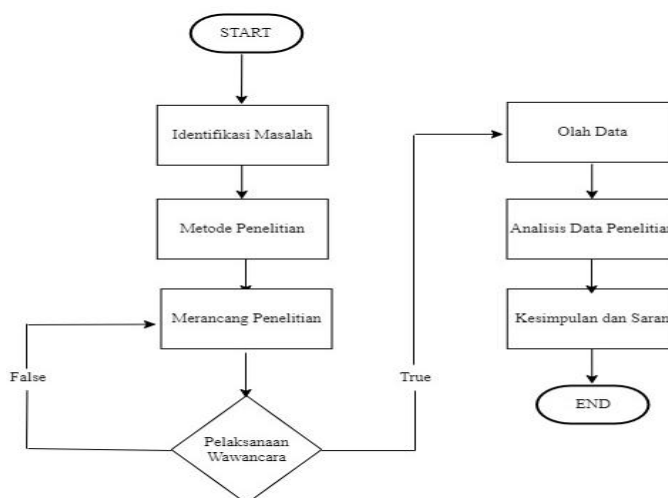 START
Identifikasi Masalah
Metode Penelitian
Merancang Penelitian
False
Pelaksanaan
Wawancara
True
Olah Data
Analisis Data Penelitian
Kesimpulan dan Saran
END